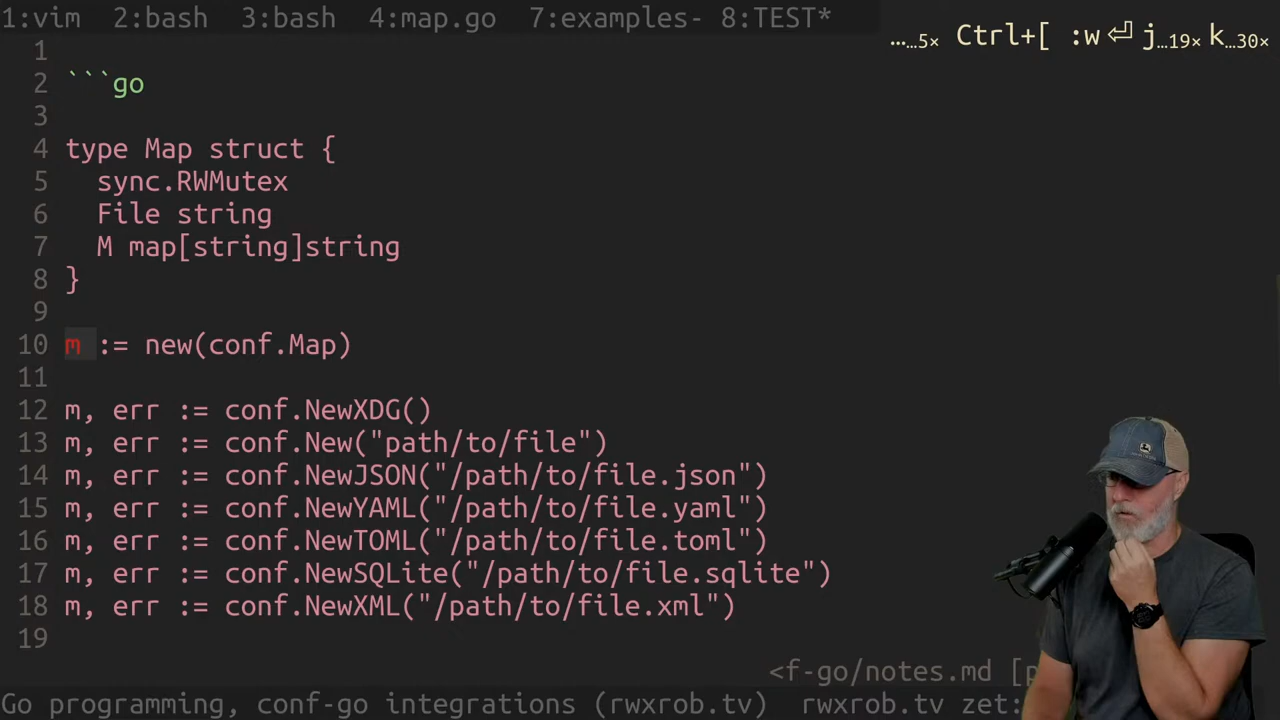 1:vim  2:bash  3:bash  4:map.go  7:examples- 8:TEST*
…..5×  Ctrl+[  :w⏎ j…19× k…30×
1
2 ```go
3
4 type Map struct {
5   sync.RWMutex
6   File string
7   M map[string]string
8 }
9
10 m := new(conf.Map)
11
12 m, err := conf.NewXDG()
13 m, err := conf.New("path/to/file")
14 m, err := conf.NewJSON("/path/to/file.json")
15 m, err := conf.NewYAML("/path/to/file.yaml")
16 m, err := conf.NewTOML("/path/to/file.toml")
17 m, err := conf.NewSQLite("/path/to/file.sqlite")
18 m, err := conf.NewXML("/path/to/file.xml")
19
<f-go/notes.md
Go programming, conf-go integrations (rwxrob.tv)  rwxrob.tv zet: